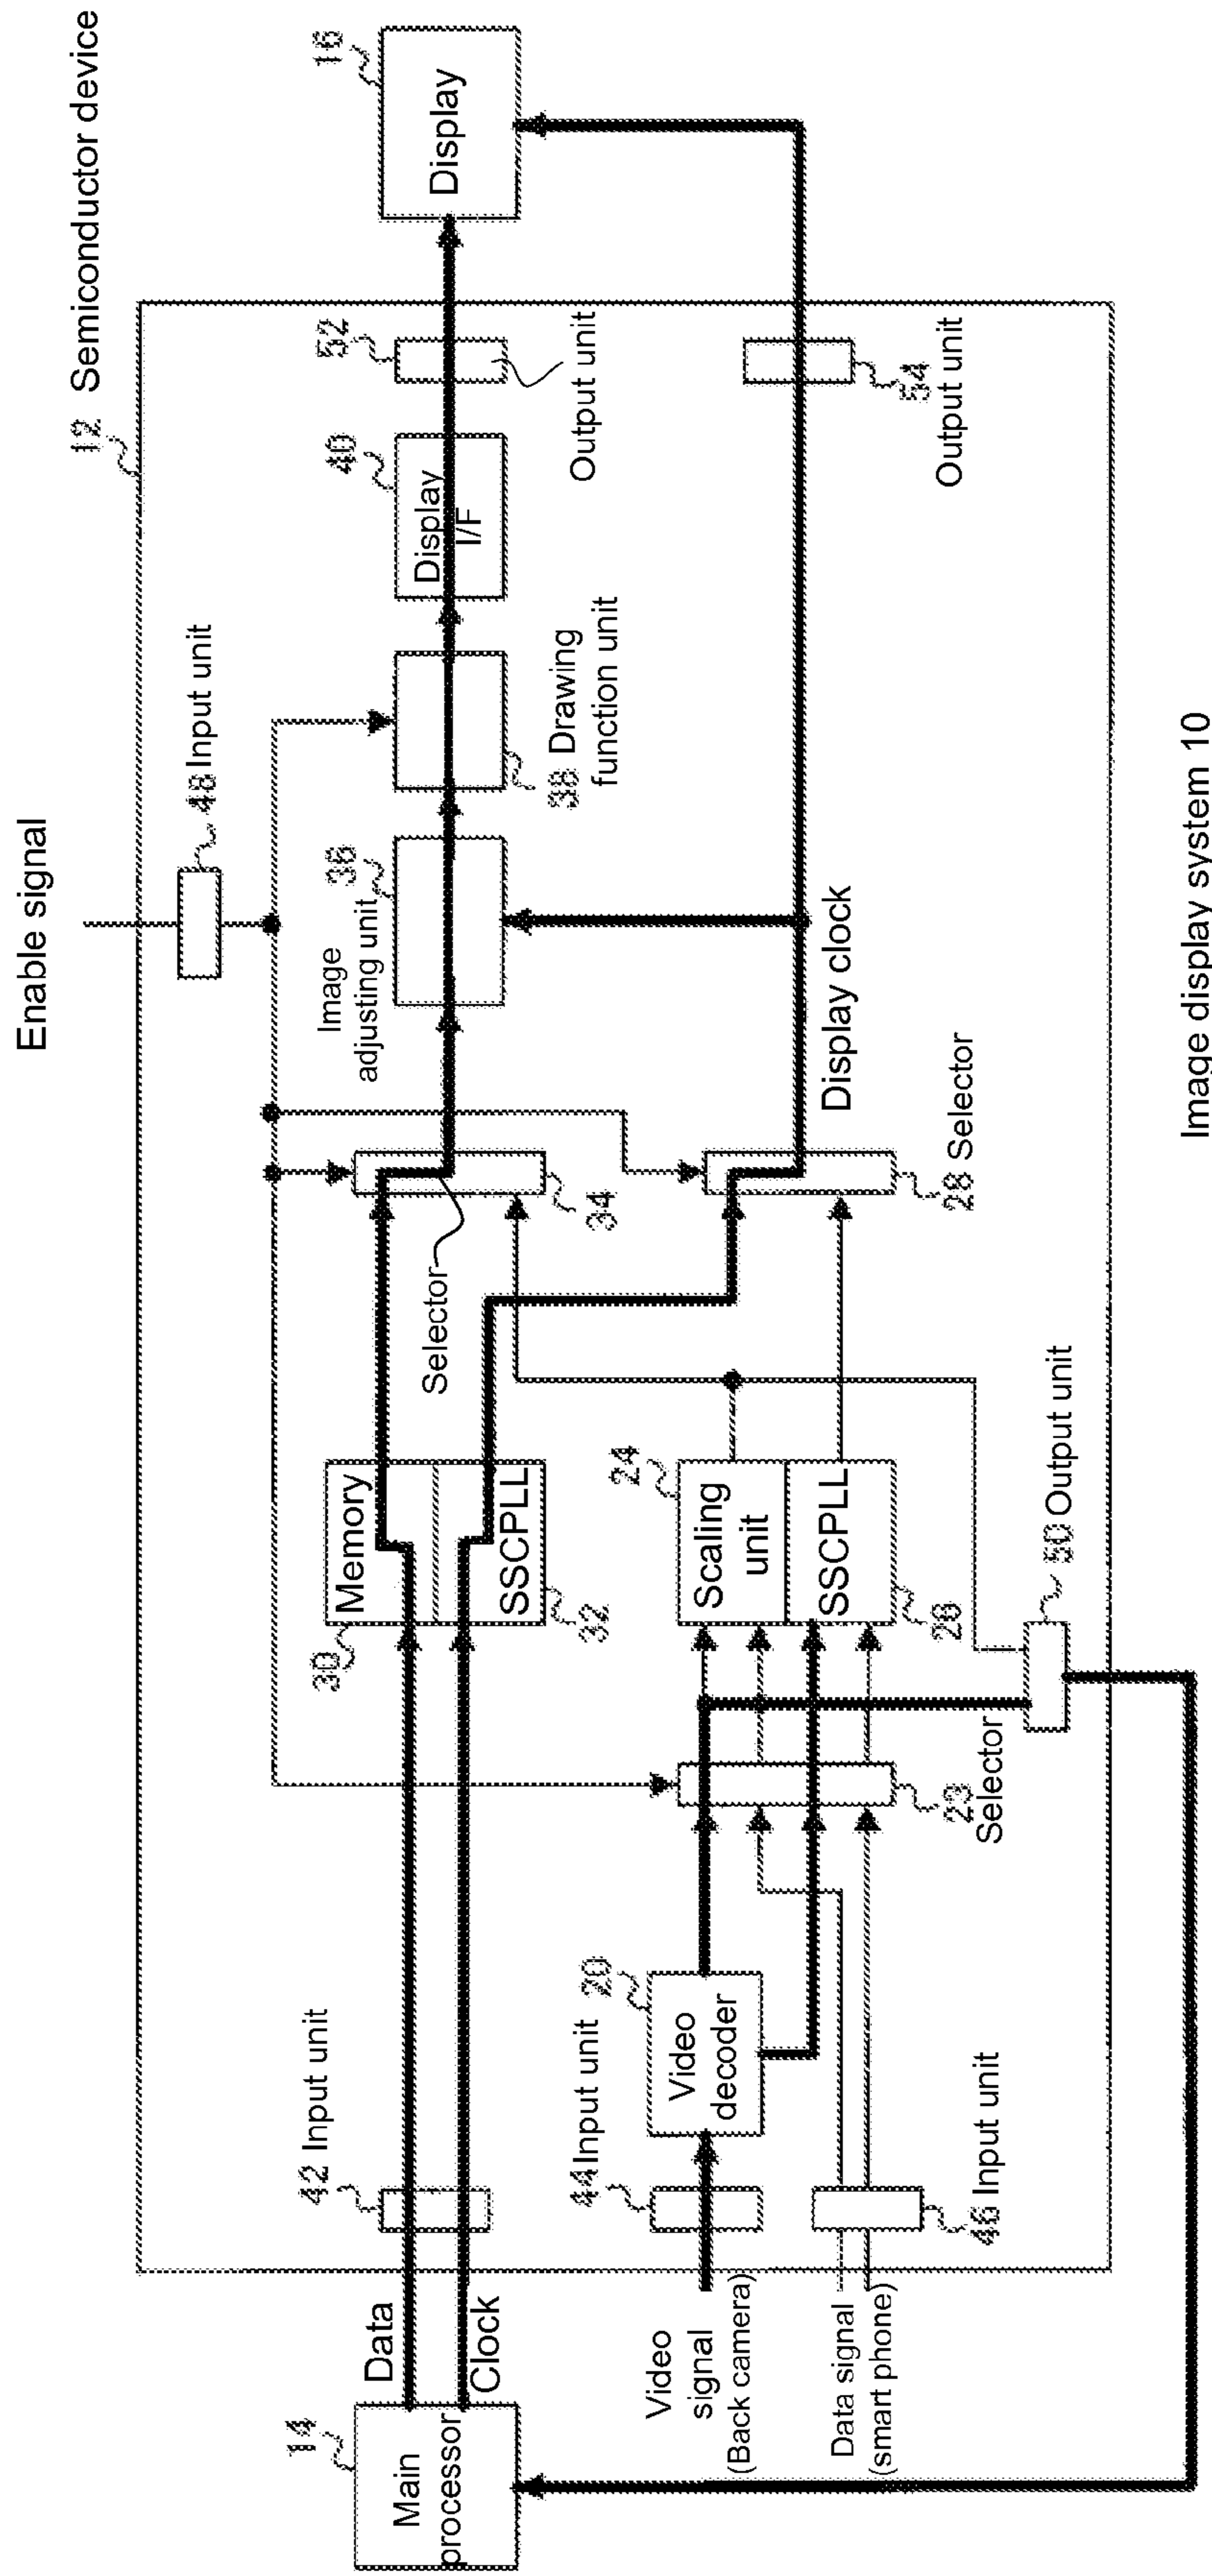 Enable signal
12 Semiconductor device
48 Input unit
14
Main
processor
Data
Clock
42 Input unit
30
Memory
SSCPLL
32
Selector
34
Image
adjusting unit
36
38 Drawing
function unit
40
Display
I/F
52
Output unit
16
Display
Video
signal
(Back camera)
44 Input unit
20
Video
decoder
Data signal
(smart phone)
46 Input unit
23
Selector
24
Scaling
unit
SSCPLL
26
50 Output unit
28 Selector
Display clock
54
Output unit
Image display system 10